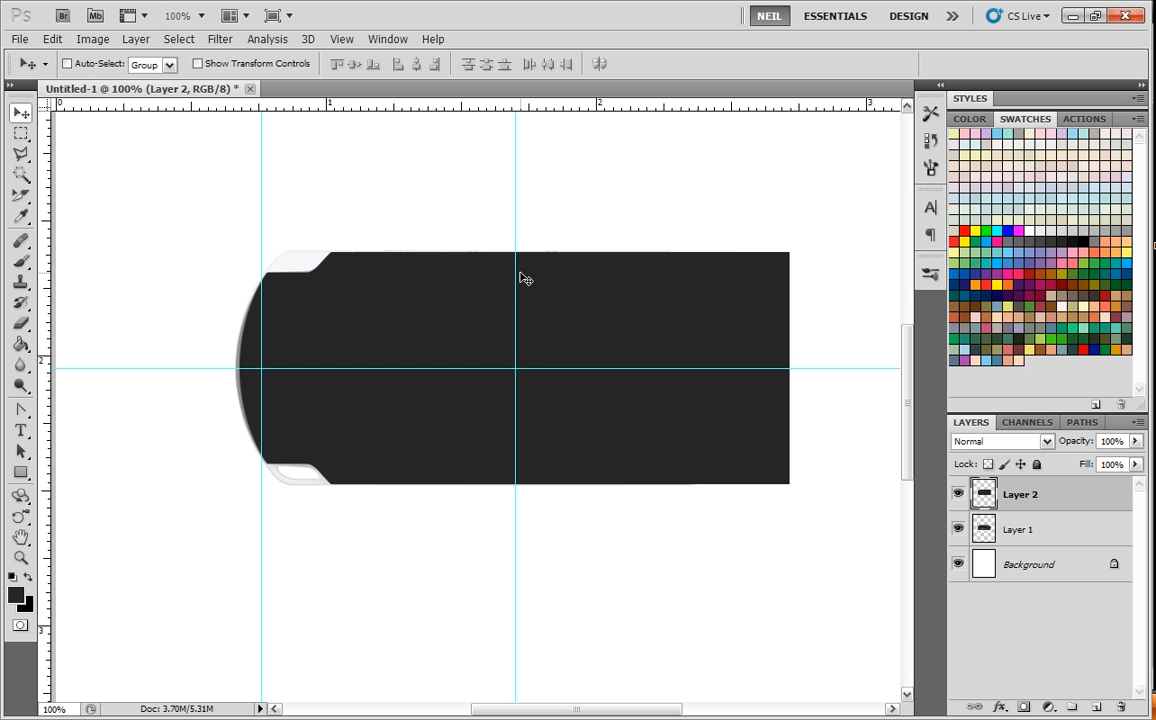 Ps Br Mb 100% NEIL ESSENTIALS DESIGN CS Live
File Edit Image Layer Select Filter Analysis 3D View Window Help
Auto-Select: Group Show Transform Controls
Untitled-1 @ 100% (Layer 2, RGB/8) *
STYLES
0 1 2 3
COLOR SWATCHES ACTIONS
A
2
LAYERS CHANNELS PATHS
Normal Opacity: 100%
T
Lock: Fill: 100%
Layer 2
Layer 1
Background
3
100% Doc: 3.70M/5.31M
fx